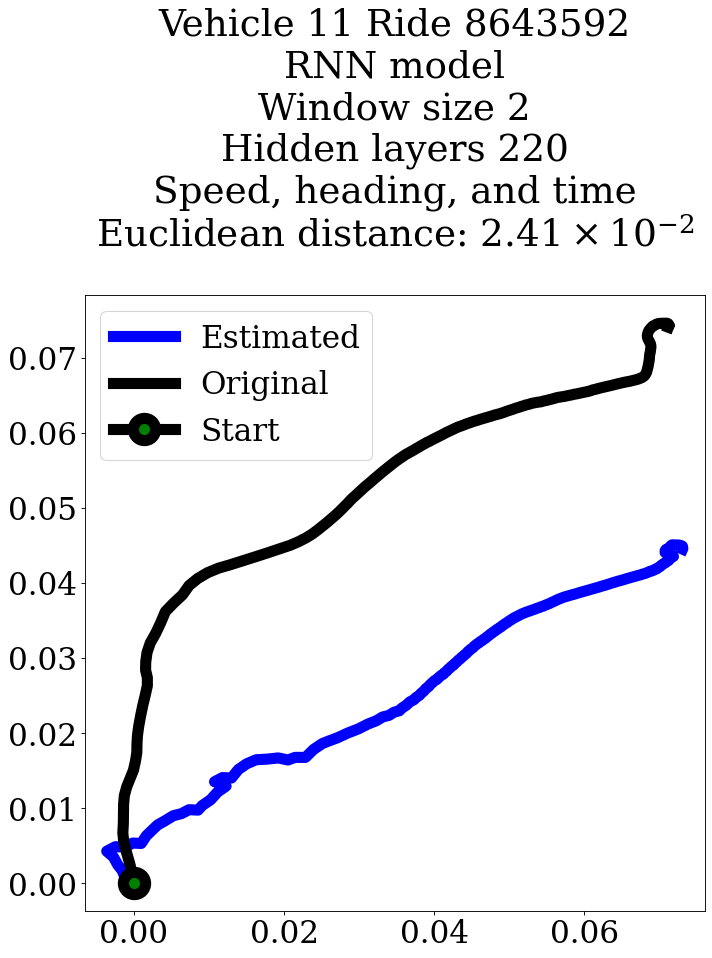 Vehicle 11 Ride 8643592
RNN model
Window size 2
Hidden layers 220
Speed, heading, and time
Euclidean distance: 2.41 × 10⁻²
Estimated
Original
Start
0.07
0.06
0.05
0.04
0.03
0.02
0.01
0.00
0.00 0.02 0.04 0.06